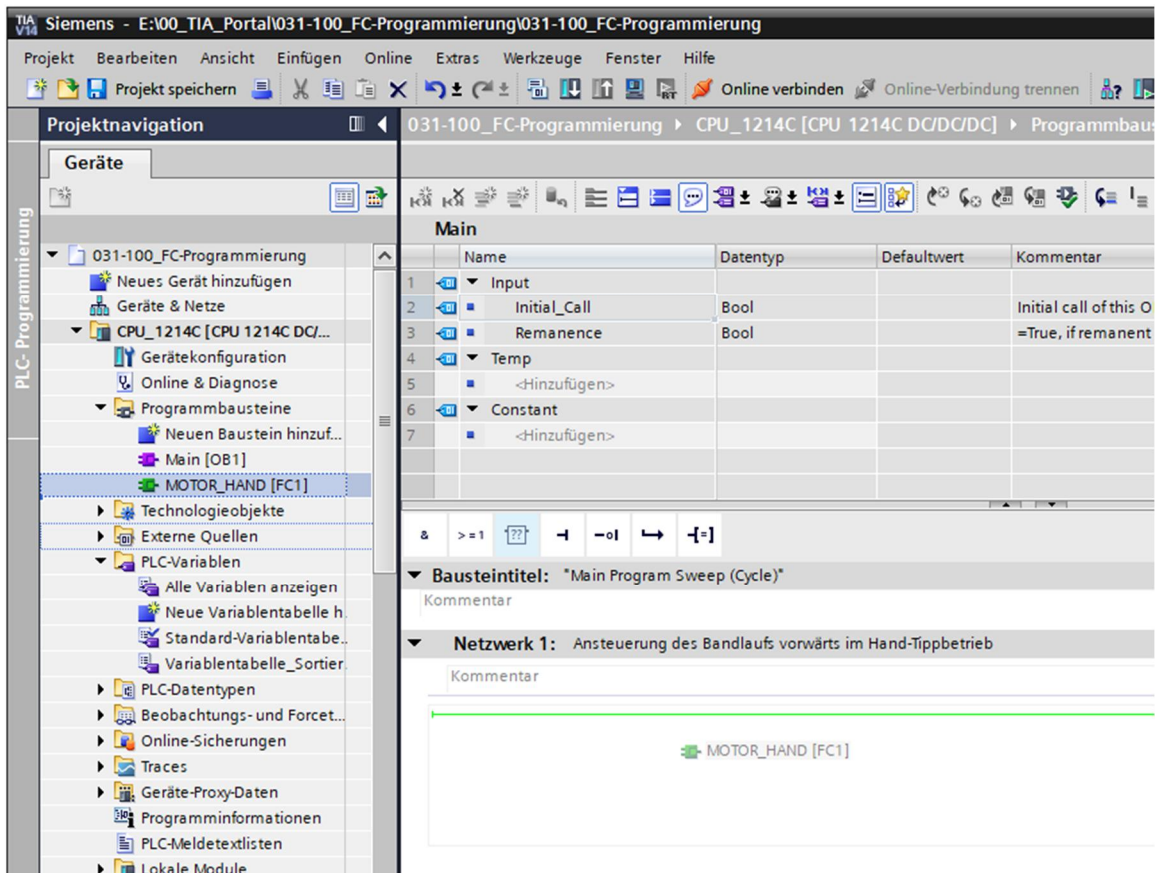 TIA V14 Siemens - E:\00_TIA_Portal\031-100_FC-Programmierung\031-100_FC-Programmierung
Projekt Bearbeiten Ansicht Einfügen Online Extras Werkzeuge Fenster Hilfe
Projekt speichern Online verbinden Online-Verbindung trennen
Projektnavigation
031-100_FC-Programmierung CPU_1214C [CPU 1214C DC/DC/DC] Programmbaus
Geräte
PLC- Programmierung
Main
Name Datentyp Defaultwert Kommentar
1 Input
2 Initial_Call Bool Initial call of this O
3 Remanence Bool =True, if remanent
4 Temp
5 <Hinzufügen>
6 Constant
7 <Hinzufügen>
031-100_FC-Programmierung
Neues Gerät hinzufügen
Geräte & Netze
CPU_1214C [CPU 1214C DC/...
Gerätekonfiguration
Online & Diagnose
Programmbausteine
Neuen Baustein hinzuf...
Main [OB1]
MOTOR_HAND [FC1]
Technologieobjekte
Externe Quellen
PLC-Variablen
Alle Variablen anzeigen
Neue Variablentabelle h.
Standard-Variablentabe..
Variablentabelle_Sortier
PLC-Datentypen
Beobachtungs- und Forcet...
Online-Sicherungen
Traces
Geräte-Proxy-Daten
Programminformationen
PLC-Meldetextlisten
Lokale Module
& >=1 ?? -| -o| -[=]
Bausteintitel: "Main Program Sweep (Cycle)"
Kommentar
Netzwerk 1: Ansteuerung des Bandlaufs vorwärts im Hand-Tippbetrieb
Kommentar
MOTOR_HAND [FC1]